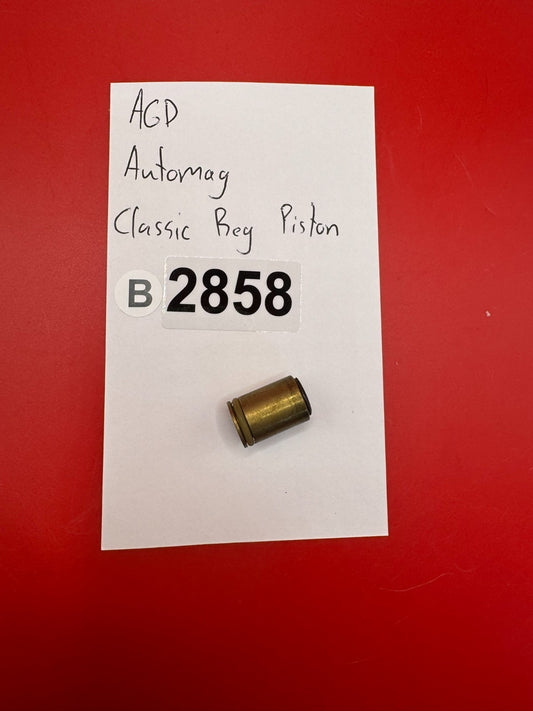 AGD
Automag
Classic Reg Piston
B 2858